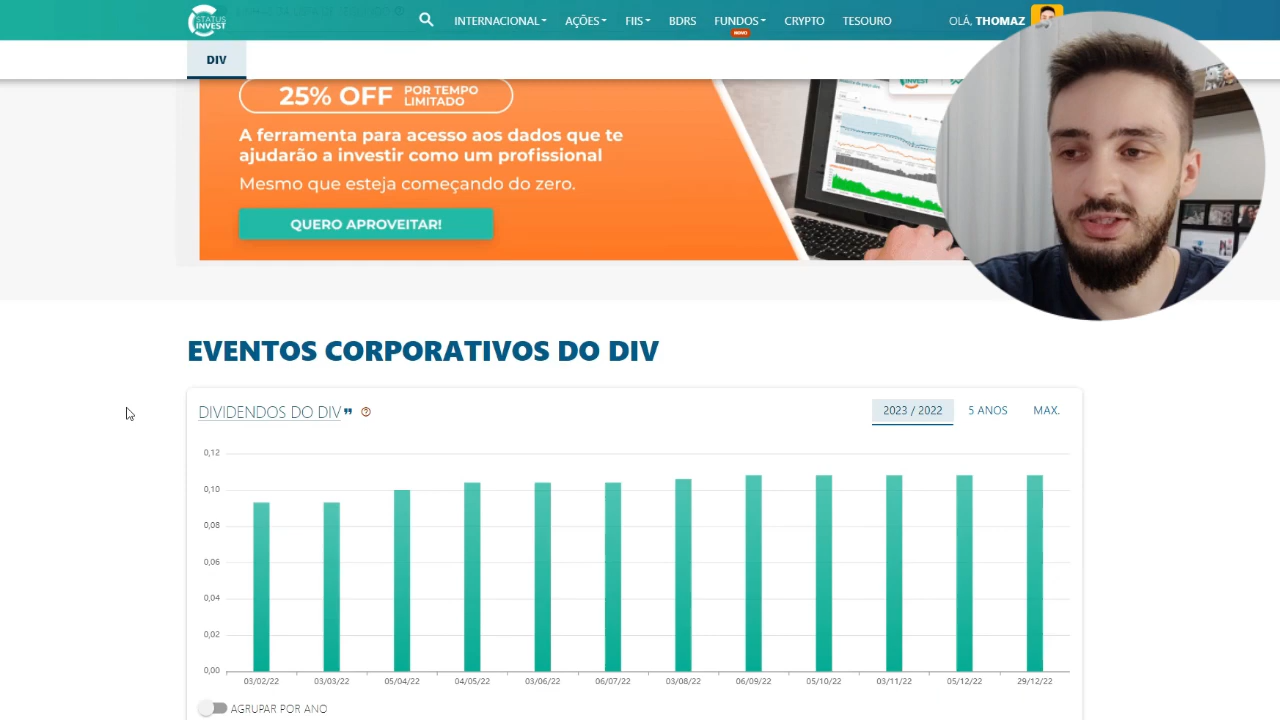 STATUS
INVEST
INTERNACIONAL
AÇÕES
FIIS
BDRS
FUNDOS
NOVO
CRYPTO
TESOURO
OLÁ, THOMAZ
DIV
25% OFF
POR TEMPO
LIMITADO
A ferramenta para acesso aos dados que te
ajudarão a investir como um profissional
Mesmo que esteja começando do zero.
QUERO APROVEITAR!
INVEST
EVENTOS CORPORATIVOS DO DIV
DIVIDENDOS DO DIV
2023 / 2022
5 ANOS
MAX.
0,12
0,10
0,08
0,06
0,04
0,02
0,00
03/02/22
03/03/22
05/04/22
04/05/22
03/06/22
06/07/22
03/08/22
06/09/22
05/10/22
03/11/22
05/12/22
29/12/22
AGRUPAR POR ANO